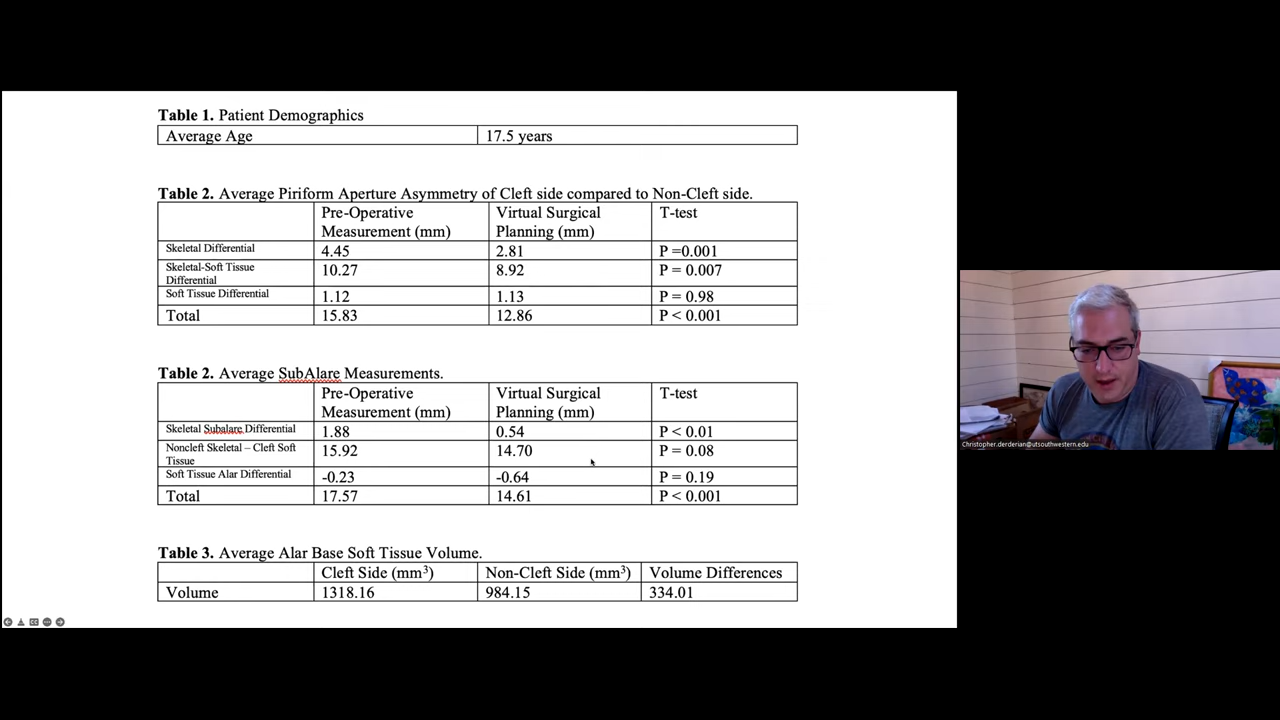 Table 1. Patient Demographics
Average Age 17.5 years
Table 2. Average Piriform Aperture Asymmetry of Cleft side compared to Non-Cleft side.
Pre-Operative Measurement (mm) Virtual Surgical Planning (mm) T-test
Skeletal Differential 4.45 2.81 P =0.001
Skeletal-Soft Tissue Differential 10.27 8.92 P = 0.007
Soft Tissue Differential 1.12 1.13 P = 0.98
Total 15.83 12.86 P < 0.001
Table 2. Average SubAlare Measurements.
Pre-Operative Measurement (mm) Virtual Surgical Planning (mm) T-test
Skeletal Subalare Differential 1.88 0.54 P < 0.01
Noncleft Skeletal – Cleft Soft Tissue 15.92 14.70 P = 0.08
Soft Tissue Alar Differential -0.23 -0.64 P = 0.19
Total 17.57 14.61 P < 0.001
Table 3. Average Alar Base Soft Tissue Volume.
Cleft Side (mm³) Non-Cleft Side (mm³) Volume Differences
Volume 1318.16 984.15 334.01
Christopher.derderian@utsouthwestern.edu